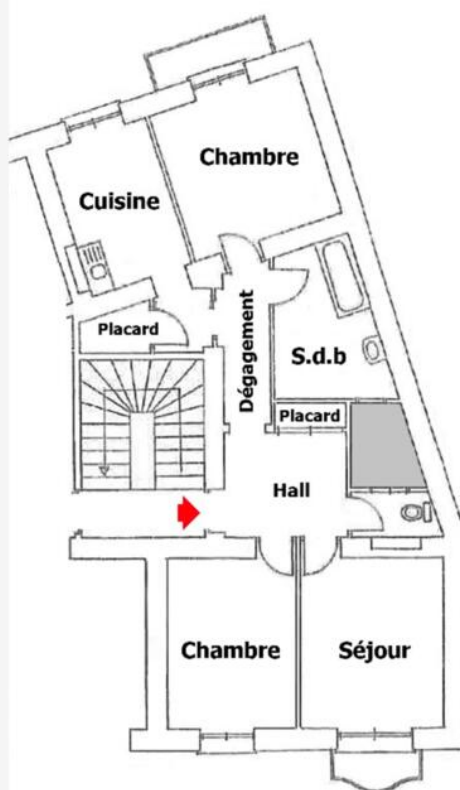 Chambre
Cuisine
Placard
Dégagement
S.d.b
Placard
Hall
Chambre
Séjour